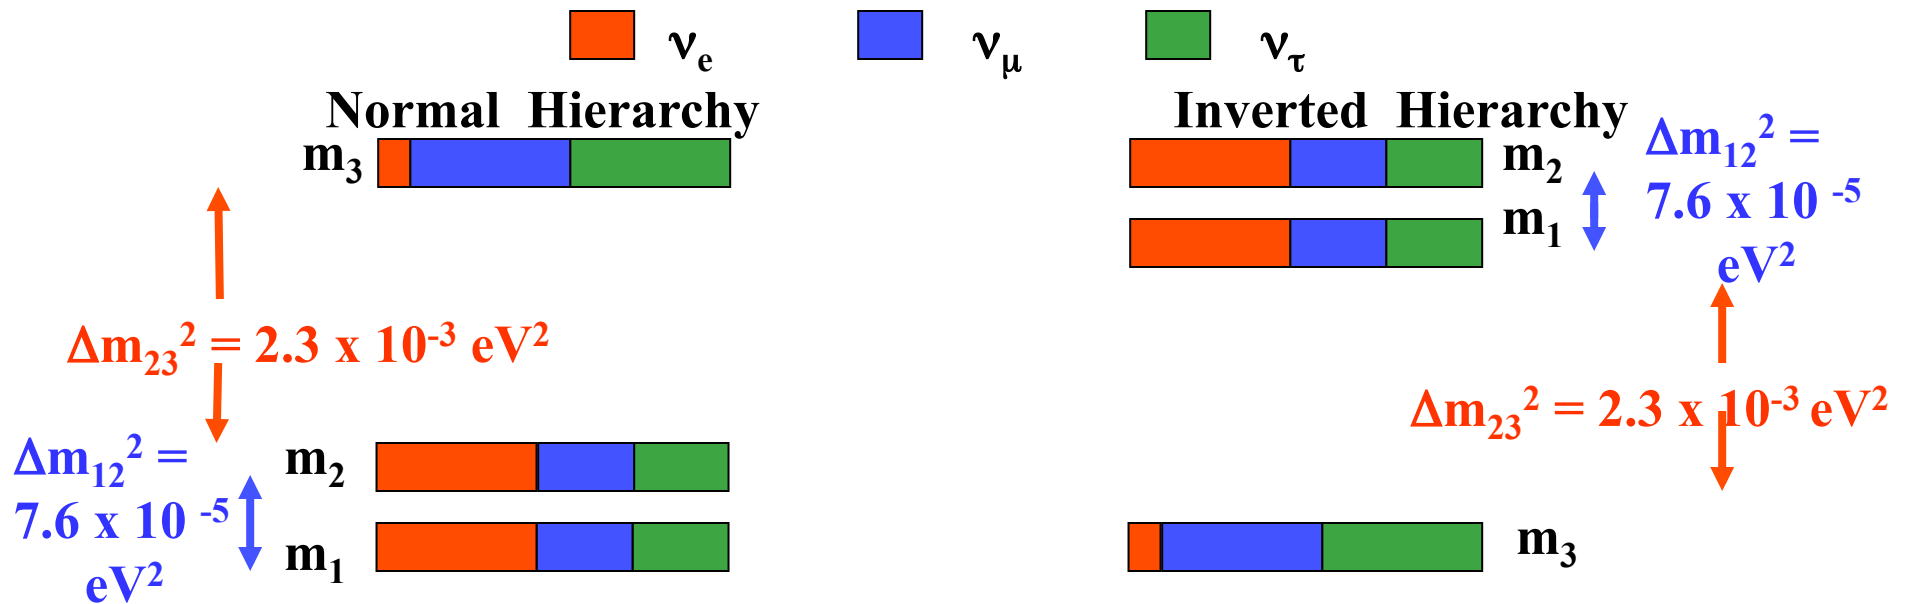 νe νμ ντ
Normal Hierarchy
m3
Δm23² = 2.3 x 10⁻³ eV²
Δm12² =
7.6 x 10 ⁻⁵
eV²
m2
m1
Inverted Hierarchy
m2
m1
Δm12² =
7.6 x 10 ⁻⁵
eV²
Δm23² = 2.3 x 10⁻³ eV²
m3